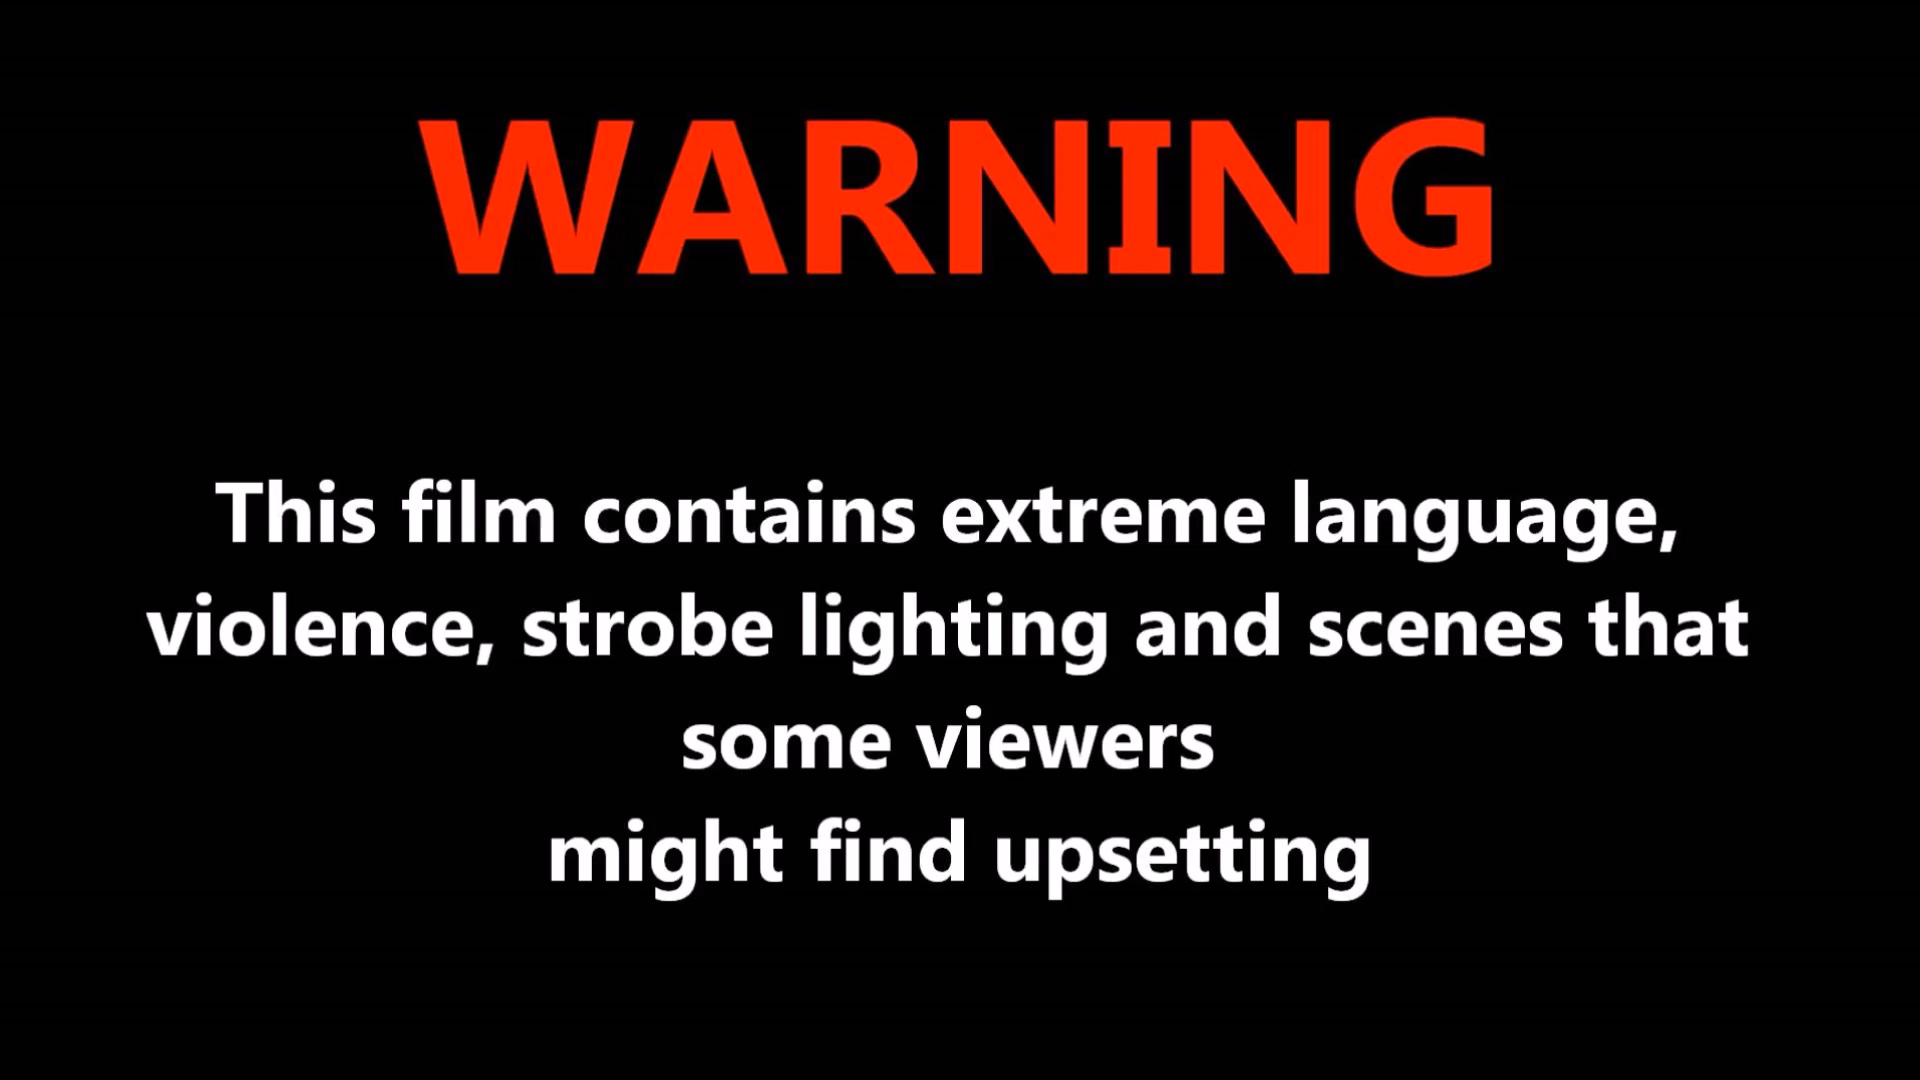 WARNING
This film contains extreme language,
violence, strobe lighting and scenes that
some viewers
might find upsetting